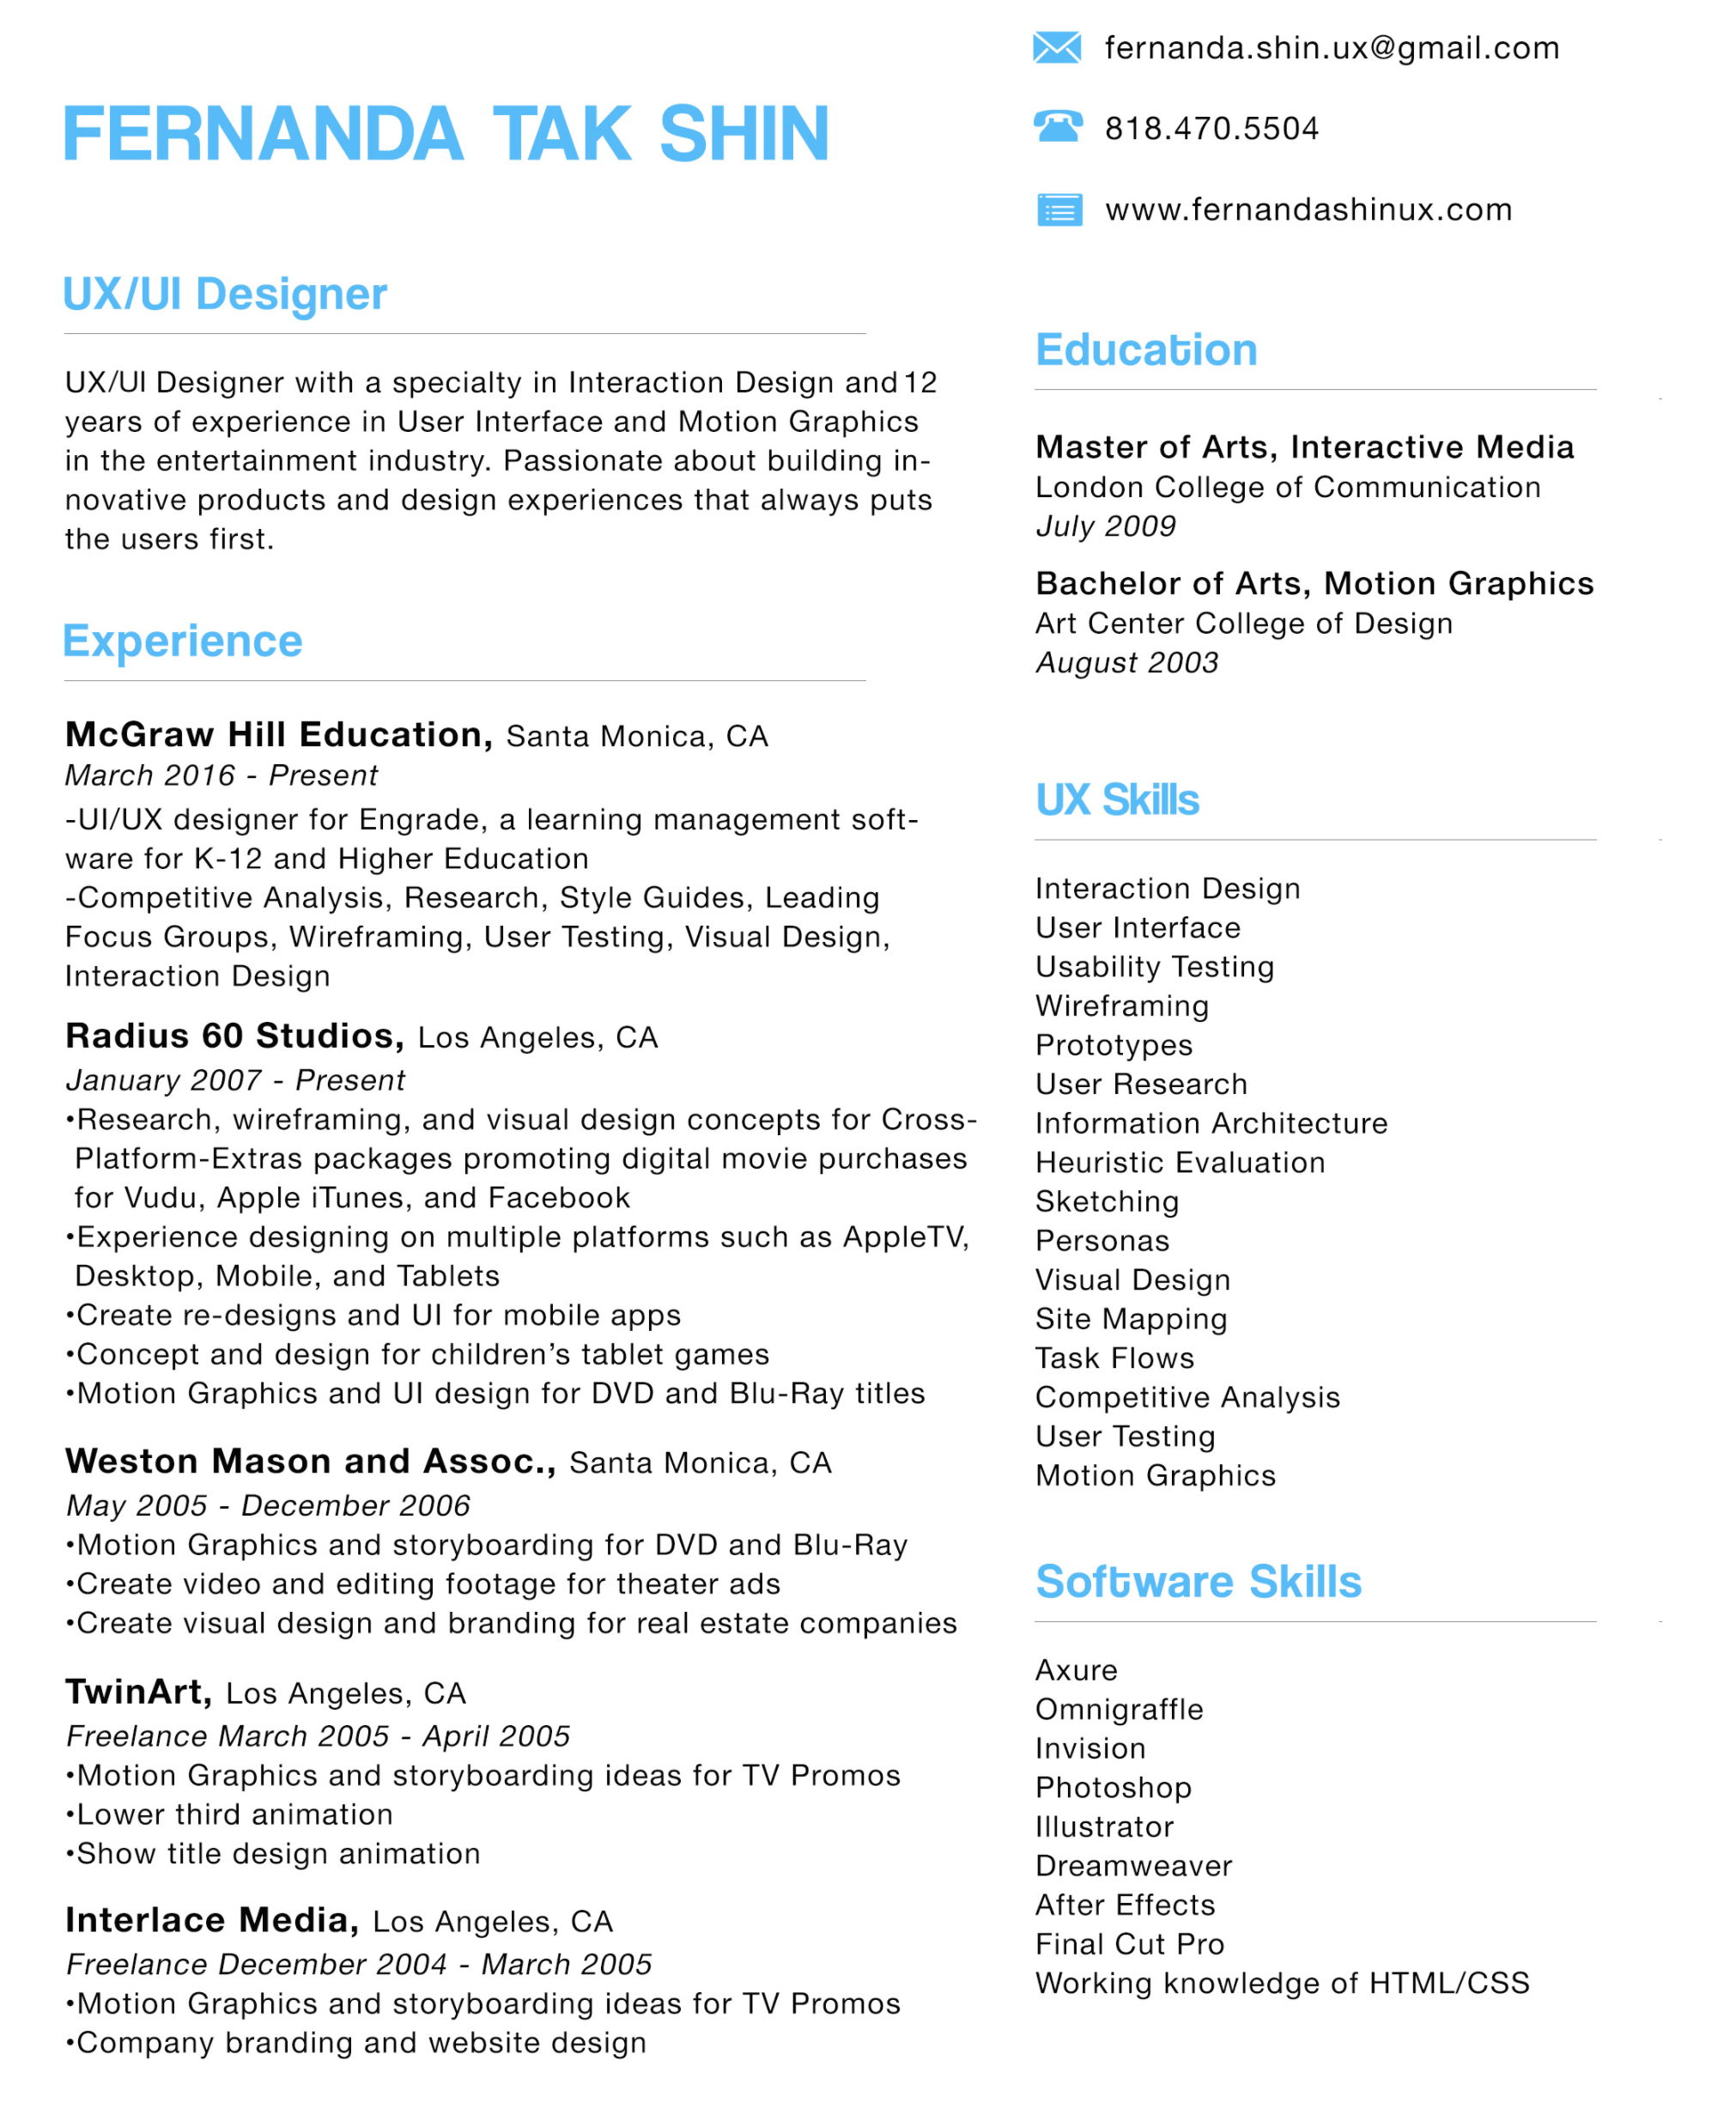 FERNANDA TAK SHIN
UX/UI Designer
UX/UI Designer with a specialty in Interaction Design and 12
years of experience in User Interface and Motion Graphics
in the entertainment industry. Passionate about building in-
novative products and design experiences that always puts
the users first.
Experience
McGraw Hill Education, Santa Monica, CA
March 2016 - Present
-UI/UX designer for Engrade, a learning management soft-
ware for K-12 and Higher Education
-Competitive Analysis, Research, Style Guides, Leading
Focus Groups, Wireframing, User Testing, Visual Design,
Interaction Design
Radius 60 Studios, Los Angeles, CA
January 2007 - Present
•Research, wireframing, and visual design concepts for Cross-
Platform-Extras packages promoting digital movie purchases
for Vudu, Apple iTunes, and Facebook
•Experience designing on multiple platforms such as AppleTV,
Desktop, Mobile, and Tablets
•Create re-designs and UI for mobile apps
•Concept and design for children’s tablet games
•Motion Graphics and UI design for DVD and Blu-Ray titles
Weston Mason and Assoc., Santa Monica, CA
May 2005 - December 2006
•Motion Graphics and storyboarding for DVD and Blu-Ray
•Create video and editing footage for theater ads
•Create visual design and branding for real estate companies
TwinArt, Los Angeles, CA
Freelance March 2005 - April 2005
•Motion Graphics and storyboarding ideas for TV Promos
•Lower third animation
•Show title design animation
Interlace Media, Los Angeles, CA
Freelance December 2004 - March 2005
•Motion Graphics and storyboarding ideas for TV Promos
•Company branding and website design
fernanda.shin.ux@gmail.com
818.470.5504
www.fernandashinux.com
Education
Master of Arts, Interactive Media
London College of Communication
July 2009
Bachelor of Arts, Motion Graphics
Art Center College of Design
August 2003
UX Skills
Interaction Design
User Interface
Usability Testing
Wireframing
Prototypes
User Research
Information Architecture
Heuristic Evaluation
Sketching
Personas
Visual Design
Site Mapping
Task Flows
Competitive Analysis
User Testing
Motion Graphics
Software Skills
Axure
Omnigraffle
Invision
Photoshop
Illustrator
Dreamweaver
After Effects
Final Cut Pro
Working knowledge of HTML/CSS